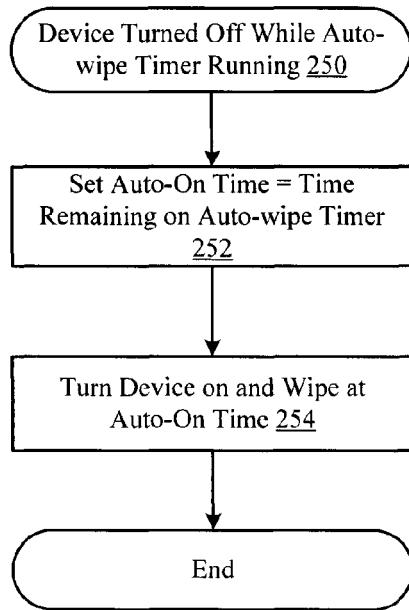 Device Turned Off While Auto-
wipe Timer Running 250
Set Auto-On Time = Time
Remaining on Auto-wipe Timer
252
Turn Device on and Wipe at
Auto-On Time 254
End